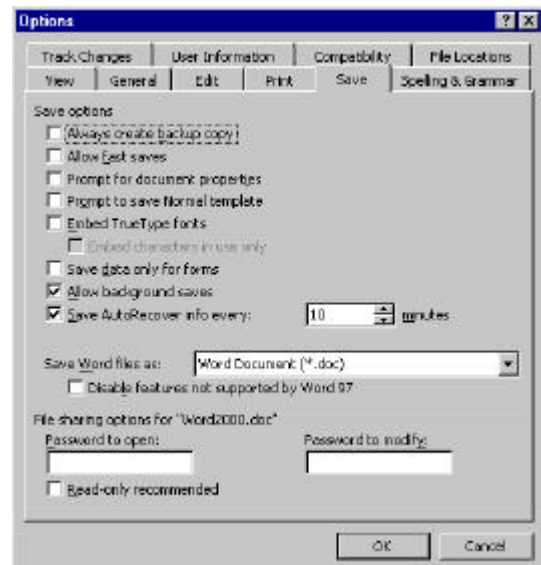 Options
Track Changes User Information Compatibility File Locations
View General Edit Print Save Spelling & Grammar
Save options
Always create backup copy
Allow fast saves
Prompt for document properties
Prompt to save Normal template
Embed TrueType fonts
Embed characters in use only
Save data only for forms
Allow background saves
Save AutoRecover info every: 10 minutes
Save Word files as: Word Document (*.doc)
Disable features not supported by Word 97
File sharing options for "Word2000.doc"
Password to open: Password to modify:
Read-only recommended
OK Cancel